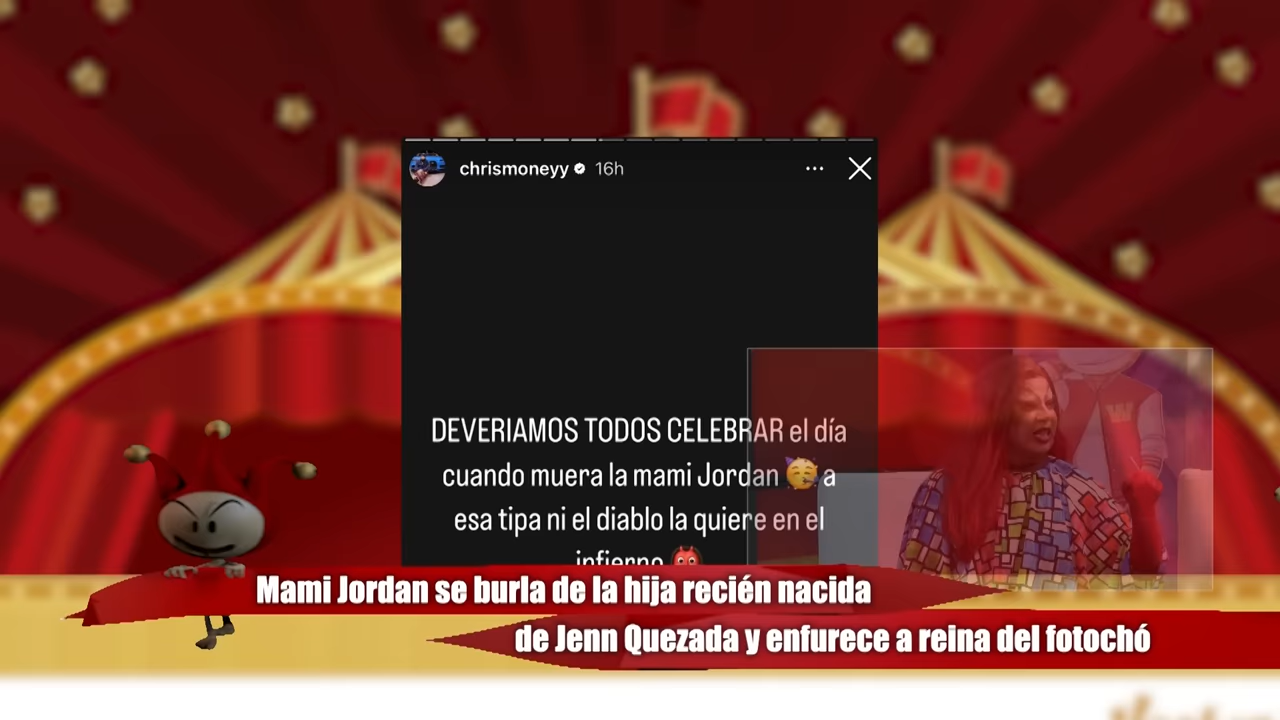 chrismoneyy 16h
DEVERIAMOS TODOS CELEBRAR el día
cuando muera la mami Jordan 🥳 a
esa tipa ni el diablo la quiere en el
infierno 👹
Mami Jordan se burla de la hija recién nacida
de Jenn Quezada y enfurece a reina del fotochó